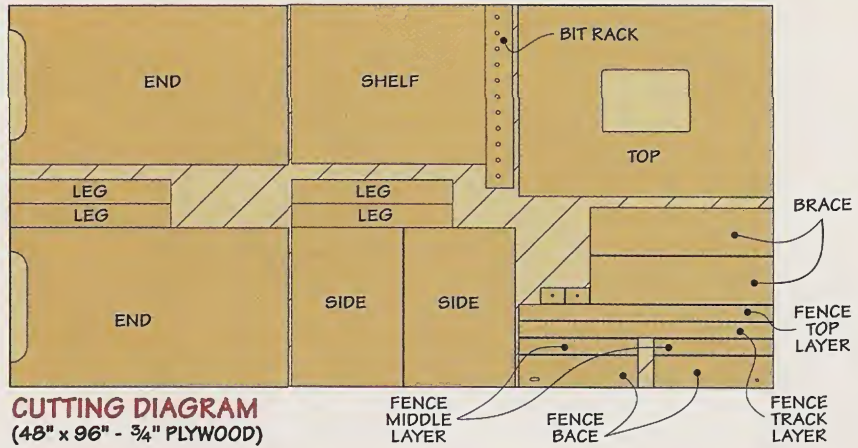 END
SHELF
BIT RACK
TOP
LEG
LEG
LEG
LEG
BRACE
END
SIDE
SIDE
FENCE
TOP
LAYER
FENCE
MIDDLE
LAYER
FENCE
BACE
FENCE
TRACK
LAYER
CUTTING DIAGRAM
(48" x 96" - ¾" PLYWOOD)